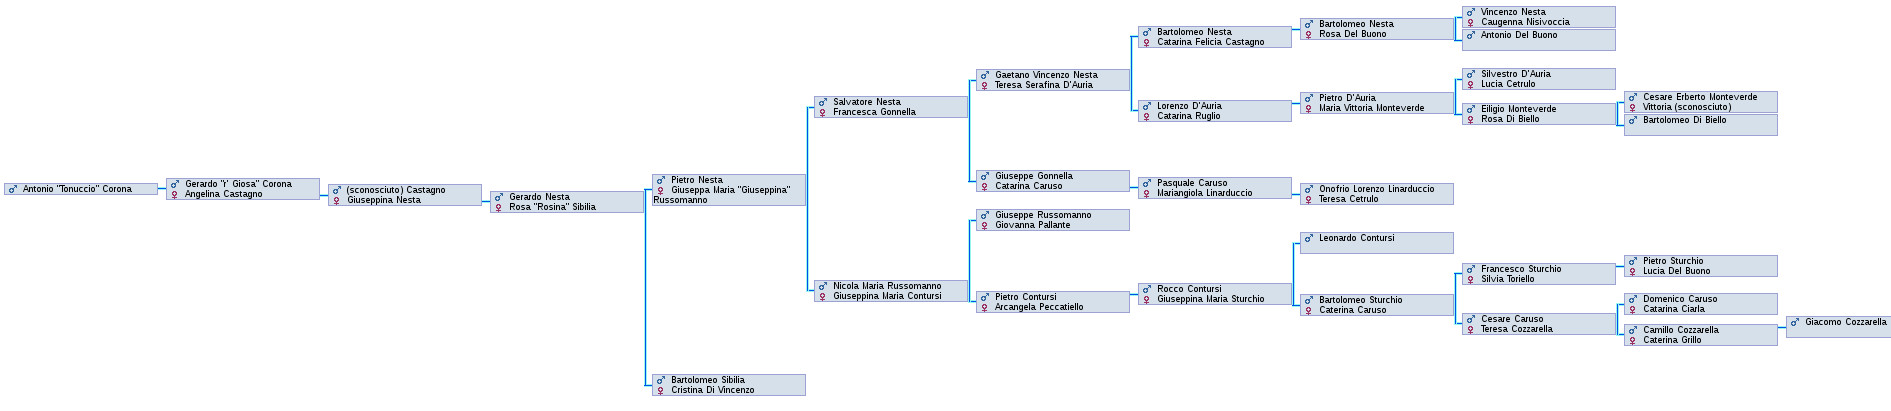 Antonio "Tonuccio" Corona
Gerardo "r' Giosa" Corona
Angelina Castagno
(sconosciuto) Castagno
Giuseppina Nesta
Gerardo Nesta
Rosa "Rosina" Sibilia
Pietro Nesta
Giuseppa Maria "Giuseppina"
Russomanno
Bartolomeo Sibilia
Cristina Di Vincenzo
Salvatore Nesta
Francesca Gonnella
Nicola Maria Russomanno
Giuseppina Maria Contursi
Gaetano Vincenzo Nesta
Teresa Serafina D'Auria
Giuseppe Gonnella
Catarina Caruso
Giuseppe Russomanno
Giovanna Pallante
Pietro Contursi
Arcangela Peccatiello
Bartolomeo Nesta
Catarina Felicia Castagno
Lorenzo D'Auria
Catarina Ruglio
Pasquale Caruso
Mariangiola Linarduccio
Rocco Contursi
Giuseppina Maria Sturchio
Bartolomeo Nesta
Rosa Del Buono
Pietro D'Auria
Maria Vittoria Monteverde
Onofrio Lorenzo Linarduccio
Teresa Cetrulo
Leonardo Contursi
Bartolomeo Sturchio
Caterina Caruso
Vincenzo Nesta
Caugenna Nisivoccia
Antonio Del Buono
Silvestro D'Auria
Lucia Cetrulo
Eiligio Monteverde
Rosa Di Biello
Francesco Sturchio
Silvia Toriello
Cesare Caruso
Teresa Cozzarella
Cesare Erberto Monteverde
Vittoria (sconosciuto)
Bartolomeo Di Biello
Pietro Sturchio
Lucia Del Buono
Domenico Caruso
Catarina Ciarla
Camillo Cozzarella
Caterina Grillo
Giacomo Cozzarella